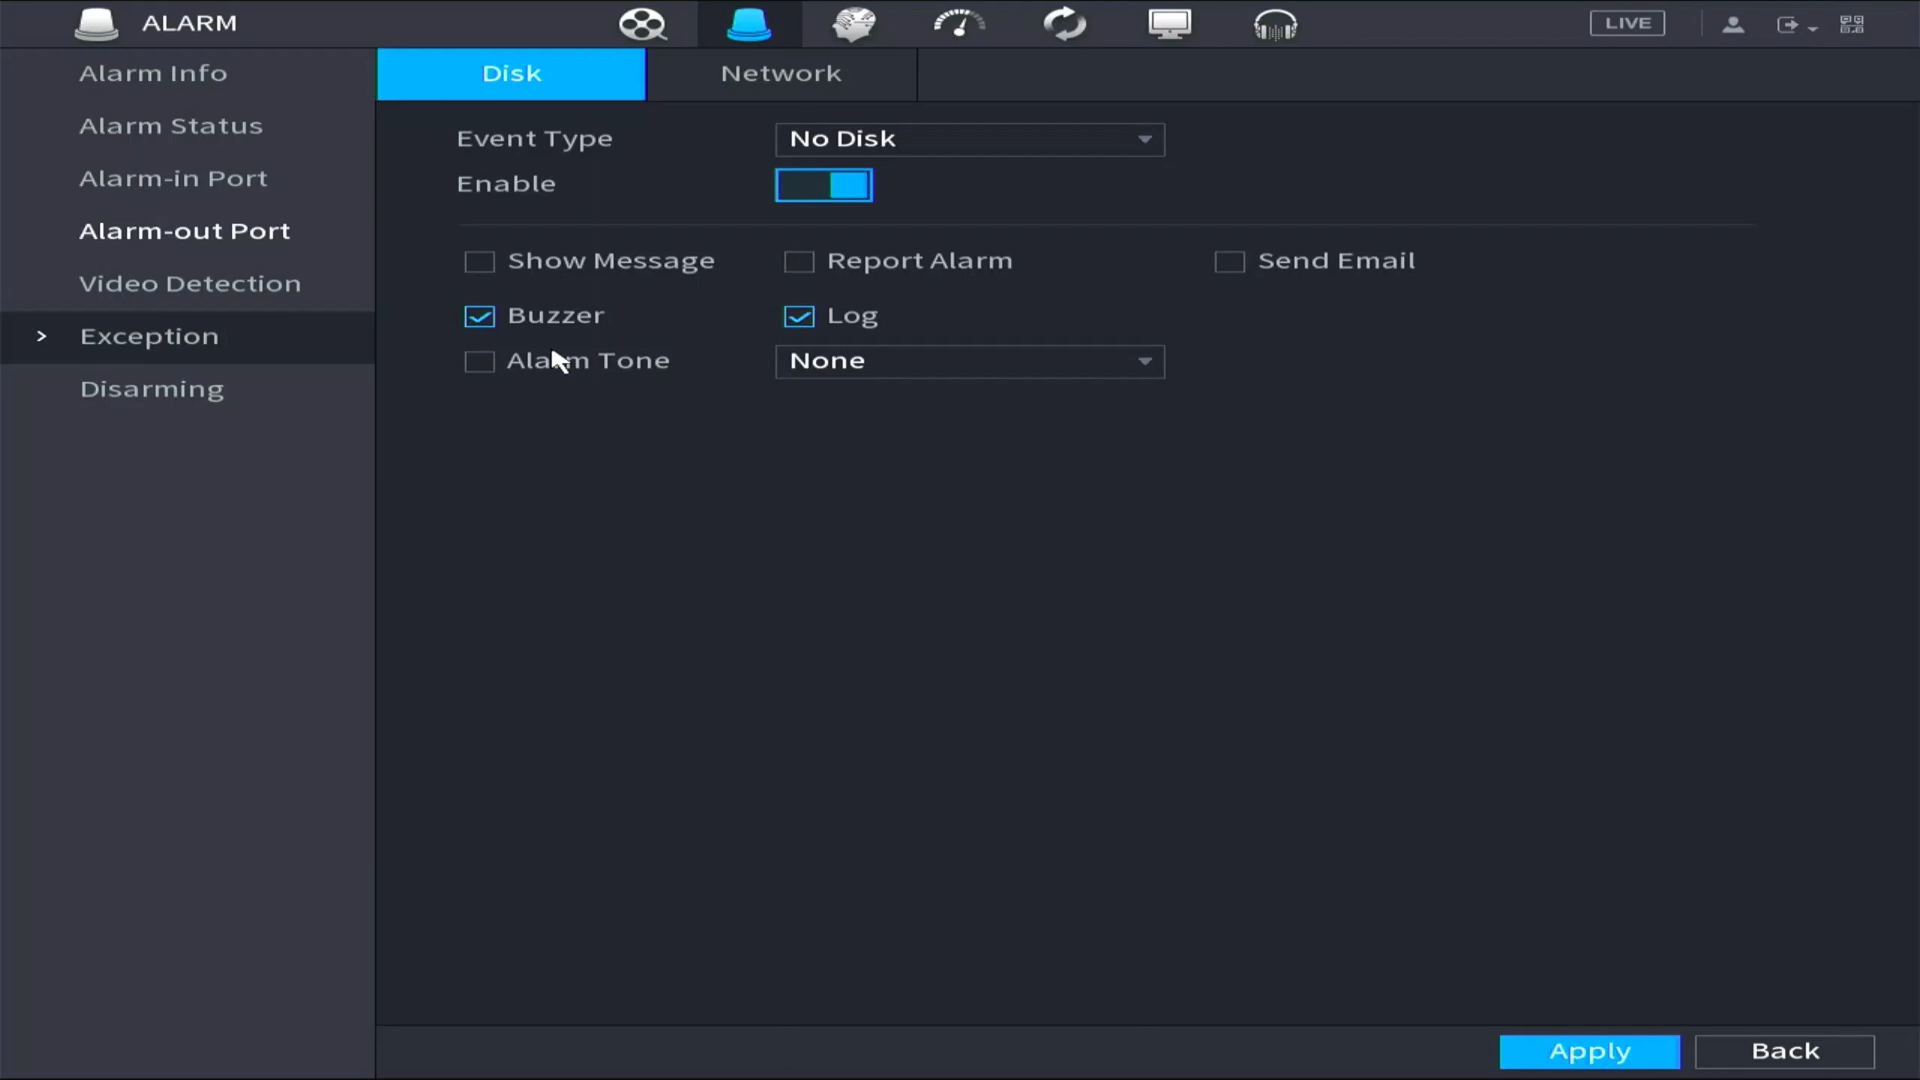 ALARM
LIVE
Alarm Info
Alarm Status
Alarm-in Port
Alarm-out Port
Video Detection
> Exception
Disarming
Disk
Network
Event Type
No Disk
Enable
Show Message
Report Alarm
Send Email
Buzzer
Log
Alarm Tone
None
Apply
Back